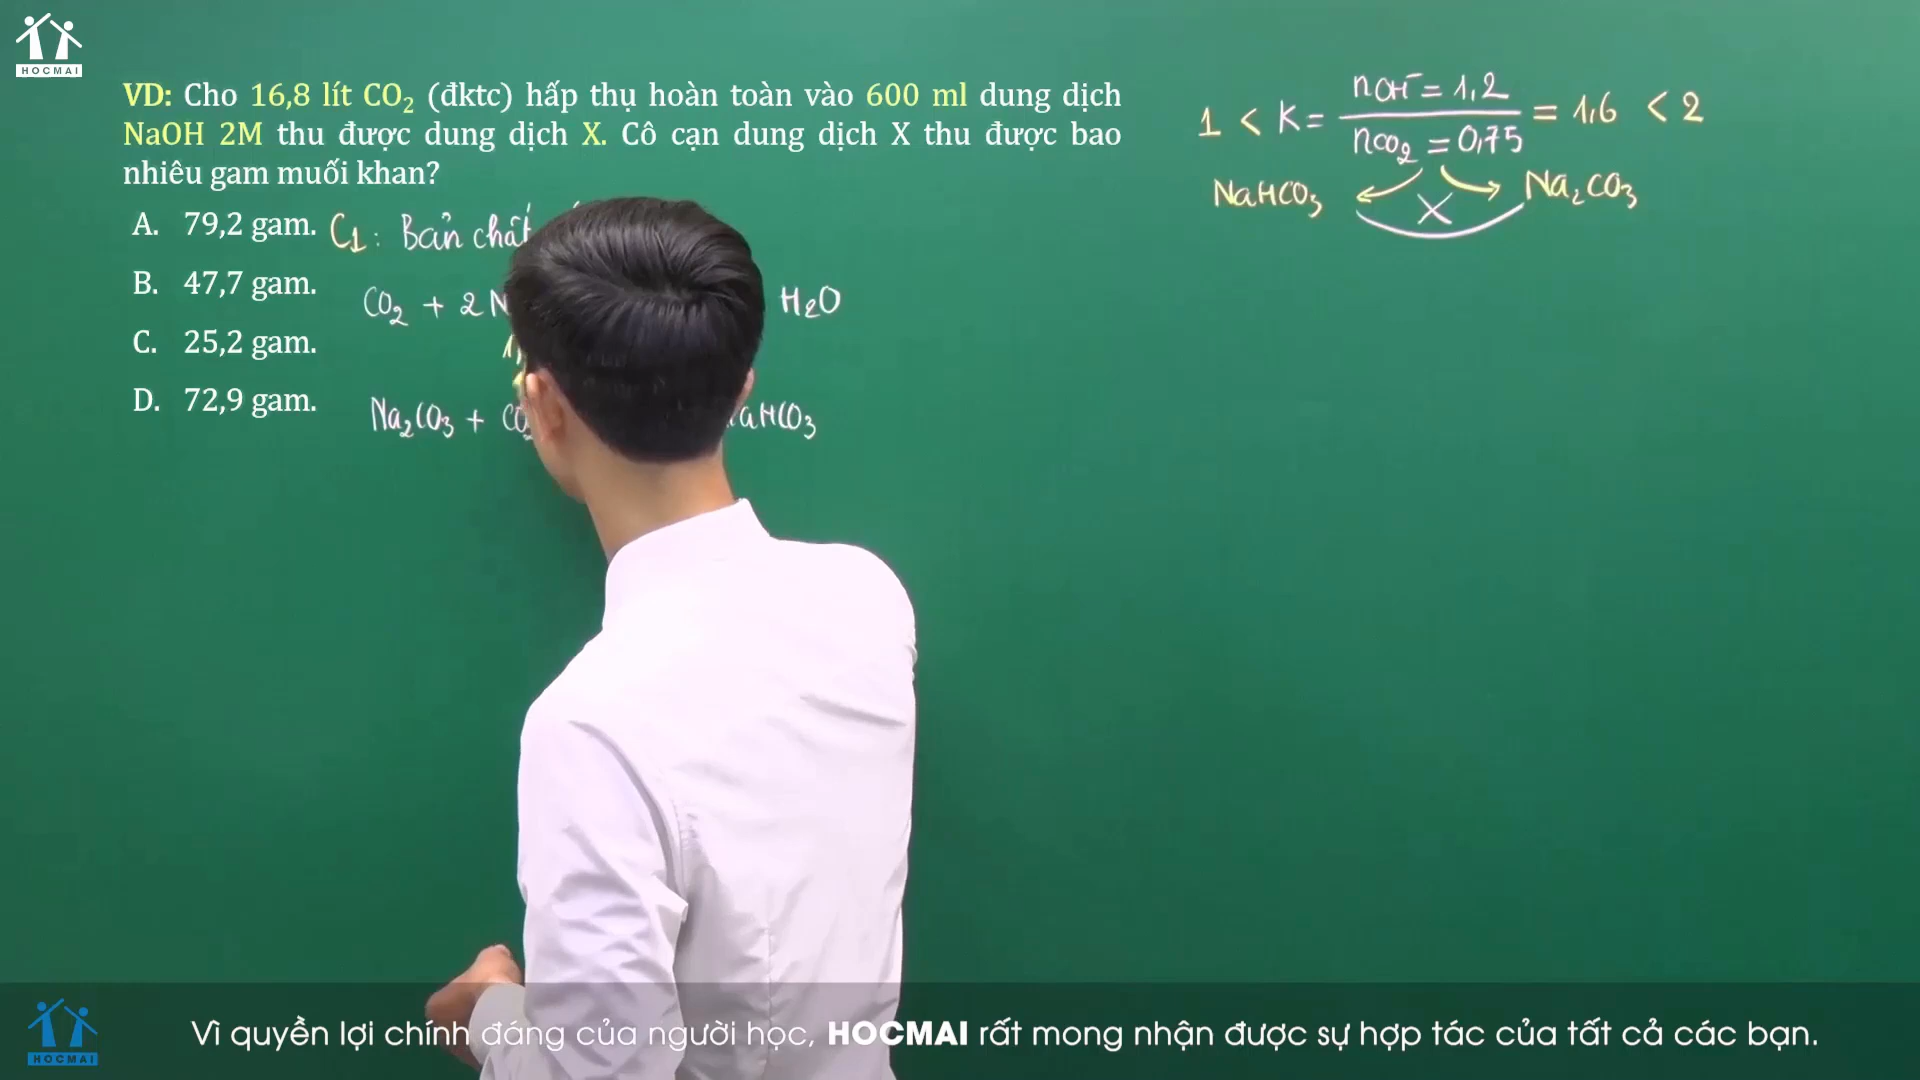 HOCMAI
VD: Cho 16,8 lít CO₂ (đktc) hấp thụ hoàn toàn vào 600 ml dung dịch
NaOH 2M thu được dung dịch X. Cô cạn dung dịch X thu được bao
nhiêu gam muối khan?
A. 79,2 gam.
B. 47,7 gam.
C. 25,2 gam.
D. 72,9 gam.
C1: Bản chất
CO₂ + 2 N
H₂O
1,
Na₂CO₃ + CO₂
aHCO₃
1 < K = nOH⁻ = 1,2 / nCO₂ = 0,75 = 1,6 < 2
NaHCO₃ X Na₂CO₃
HOCMAI
Vì quyền lợi chính đáng của người học, HOCMAI rất mong nhận được sự hợp tác của tất cả các bạn.